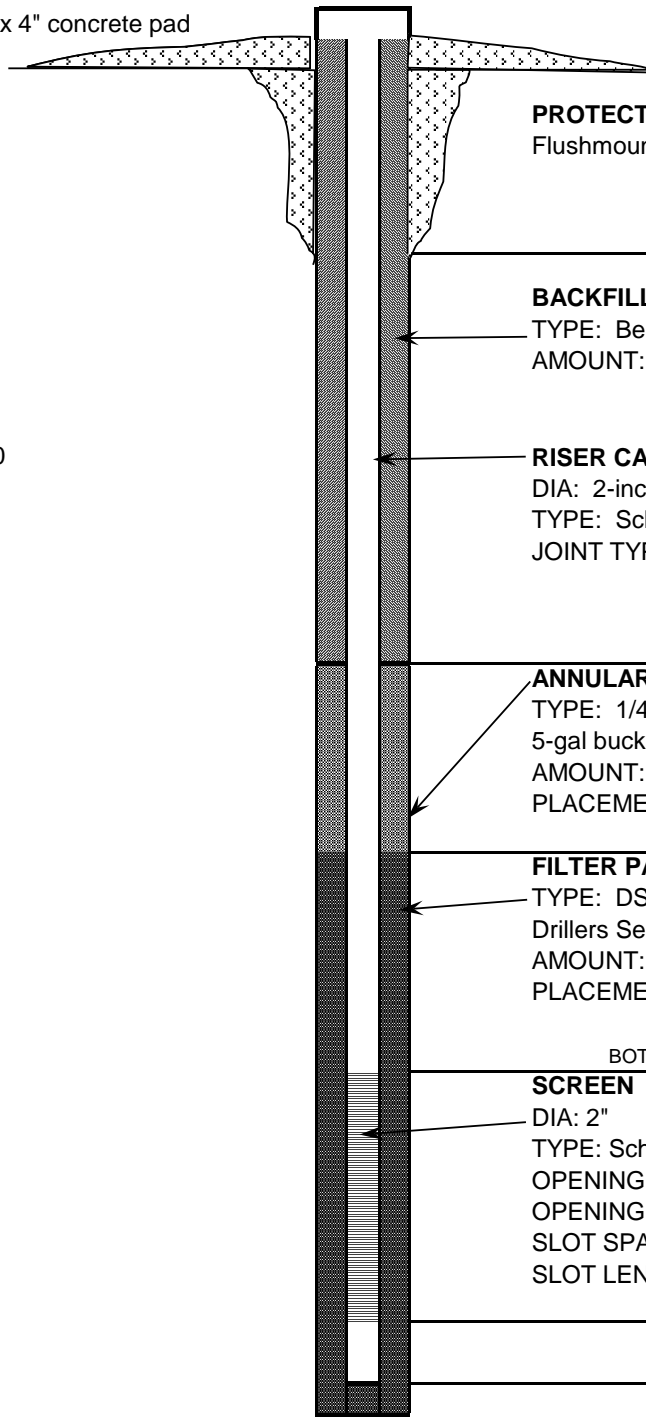 x 4" concrete pad
PROTECT
Flushmour
BACKFILL
TYPE: Be
AMOUNT:
0
RISER CA
DIA: 2-inc
TYPE: Sc
JOINT TYP
ANNULAR
TYPE: 1/4
5-gal buck
AMOUNT:
PLACEME
FILTER PA
TYPE: DS
Drillers Se
AMOUNT:
PLACEME
BOT
SCREEN
DIA: 2"
TYPE: Sch
OPENING
OPENING
SLOT SPA
SLOT LEN